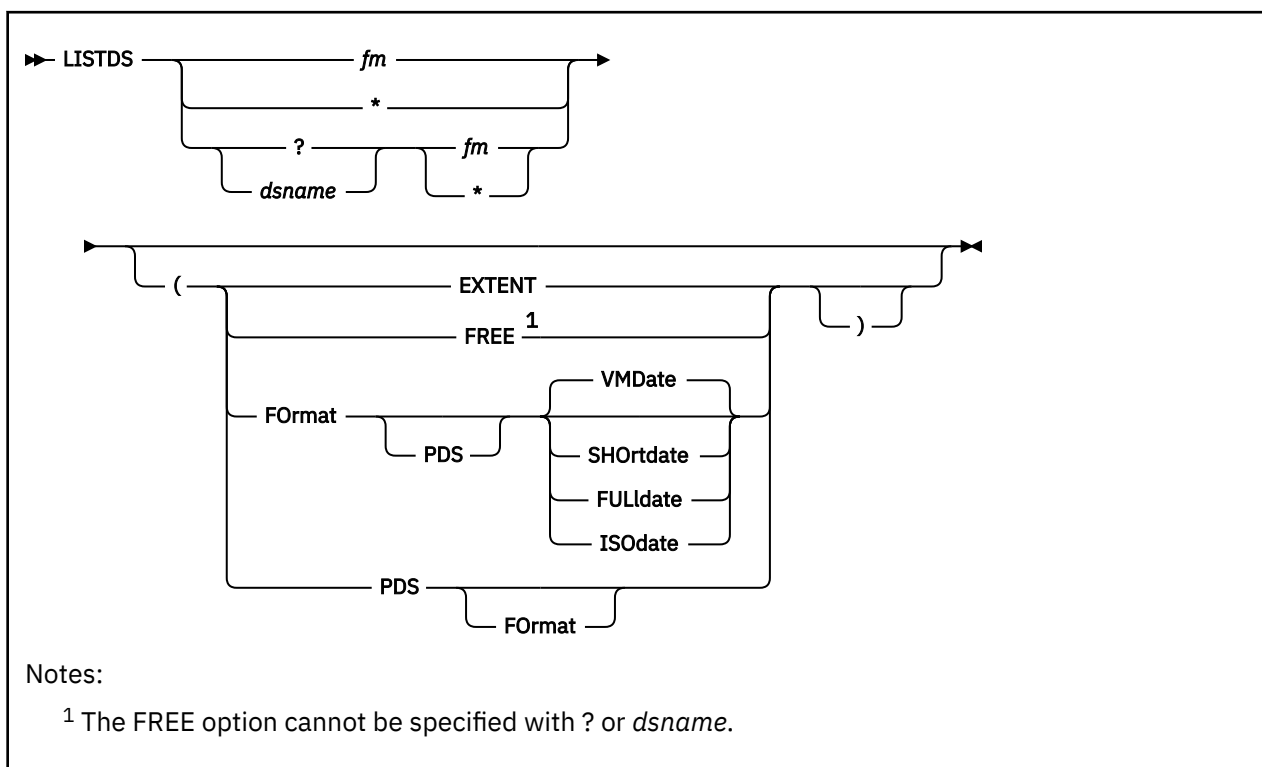 LISTDS fm
*
? fm
dsname *
( EXTENT )
FREE 1
VMDate
FOrmat PDS SHOrtdate
FULldate
ISOdate
PDS FOrmat
Notes:
1 The FREE option cannot be specified with ? or dsname.